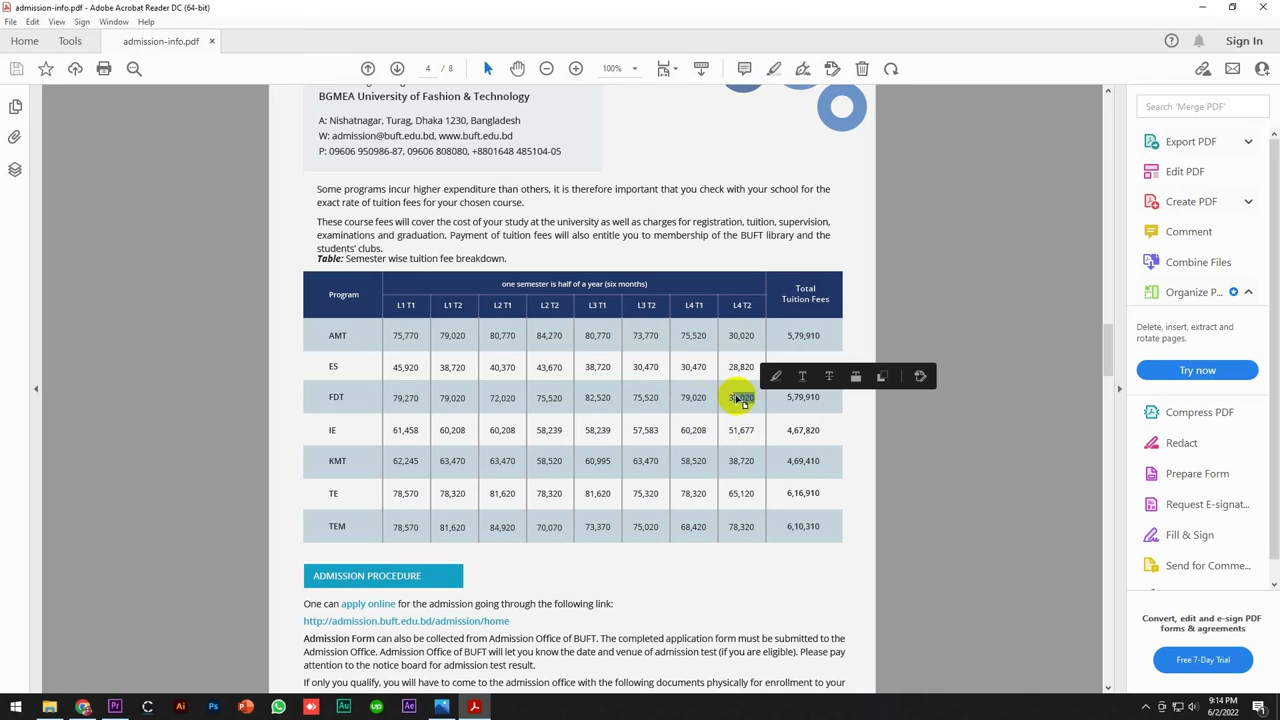 admission-info.pdf - Adobe Acrobat Reader DC (64-bit)
File Edit View Sign Window Help
Home Tools admission-info.pdf × Sign In
4 / 8 100%
BGMEA University of Fashion & Technology
A: Nishatnagar, Turag, Dhaka 1230, Bangladesh
W: admission@buft.edu.bd, www.buft.edu.bd
P: 09606 950986-87, 09606 808080, +8801648 485104-05
Some programs incur higher expenditure than others, it is therefore important that you check with your school for the
exact rate of tuition fees for your chosen course.
These course fees will cover the cost of your study at the university as well as charges for registration, tuition, supervision,
examinations and graduation. Payment of tuition fees will also entitle you to membership of the BUFT library and the
students' clubs.
Table: Semester wise tuition fee breakdown.
Program one semester is half of a year (six months) Total
Tuition Fees
L1 T1 L1 T2 L2 T1 L2 T2 L3 T1 L3 T2 L4 T1 L4 T2
AMT 75,770 79,020 80,770 84,270 80,770 73,770 75,520 30,020 5,79,910
ES 45,920 38,720 40,370 43,670 38,720 30,470 30,470 28,820
FDT 79,270 79,020 72,020 75,520 82,520 75,520 79,020 5,79,910
IE 61,458 60,208 60,208 58,239 58,239 57,583 60,208 51,677 4,67,820
KMT 62,245 63,470 63,470 58,520 60,995 63,470 58,520 38,720 4,69,410
TE 78,570 78,320 81,620 78,320 81,620 75,320 78,320 65,120 6,16,910
TEM 78,570 81,620 84,920 70,070 73,370 75,020 68,420 78,320 6,10,310
ADMISSION PROCEDURE
One can apply online for the admission going through the following link:
http://admission.buft.edu.bd/admission/home
Admission Form can also be collected from Admission Office of BUFT. The completed application form must be submitted to the
Admission Office. Admission Office of BUFT will let you know the date and venue of admission test (if you are eligible). Please pay
attention to the notice board for admission test result.
If only you qualify, you will have to come to the admission office with the following documents physically for enrollment to your
Search 'Merge PDF'
Export PDF
Edit PDF
Create PDF
Comment
Combine Files
Organize P...
Delete, insert, extract and
rotate pages.
Try now
Compress PDF
Redact
Prepare Form
Request E-signat...
Fill & Sign
Send for Comme...
Convert, edit and e-sign PDF
forms & agreements
Free 7-Day Trial
9:14 PM
6/2/2022